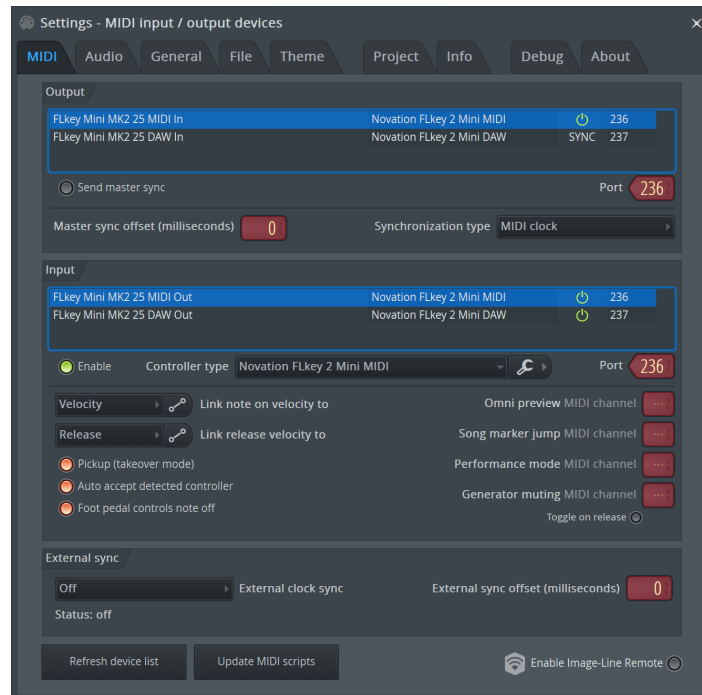 Settings - MIDI input / output devices
MIDI Audio General File Theme Project Info Debug About
Output
FLkey Mini MK2 25 MIDI In Novation FLkey 2 Mini MIDI 236
FLkey Mini MK2 25 DAW In Novation FLkey 2 Mini DAW SYNC 237
Send master sync Port 236
Master sync offset (milliseconds) 0 Synchronization type MIDI clock
Input
FLkey Mini MK2 25 MIDI Out Novation FLkey 2 Mini MIDI 236
FLkey Mini MK2 25 DAW Out Novation FLkey 2 Mini DAW 237
Enable Controller type Novation FLkey 2 Mini MIDI Port 236
Velocity Link note on velocity to Omni preview MIDI channel ---
Release Link release velocity to Song marker jump MIDI channel ---
Pickup (takeover mode) Performance mode MIDI channel ---
Auto accept detected controller
Generator muting MIDI channel ---
Foot pedal controls note off
Toggle on release
External sync
Off External clock sync External sync offset (milliseconds) 0
Status: off
Refresh device list Update MIDI scripts Enable Image-Line Remote